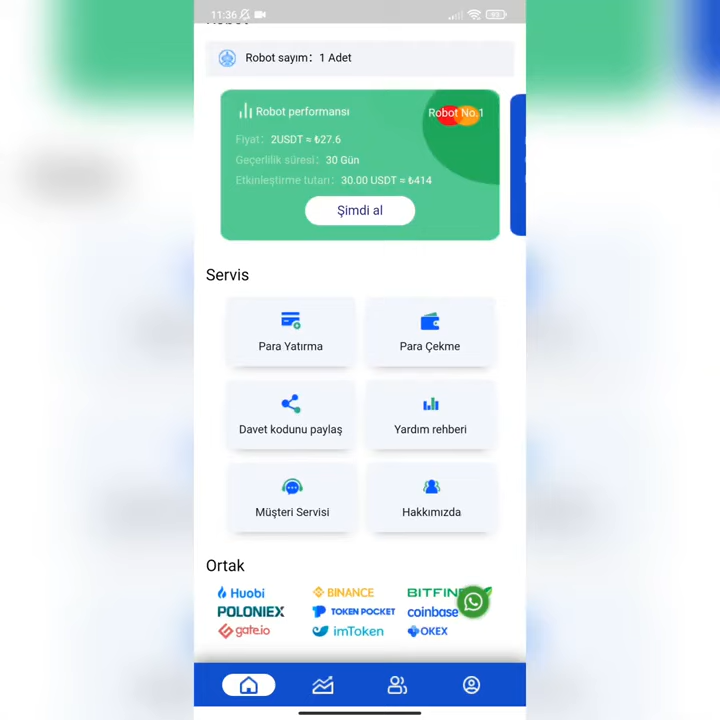 11:36
Robot
Robot sayım: 1 Adet
Robot performansı
Robot No.1
Fiyat: 2USDT ≈ ₺27.6
Geçerlilik süresi: 30 Gün
Etkinleştirme tutarı: 30.00 USDT ≈ ₺414
Şimdi al
Servis
Para Yatırma
Para Çekme
Davet kodunu paylaş
Yardım rehberi
Müşteri Servisi
Hakkımızda
Ortak
Huobi
BINANCE
POLONIEX
TOKEN POCKET
coinbase
gate.io
imToken
OKEX